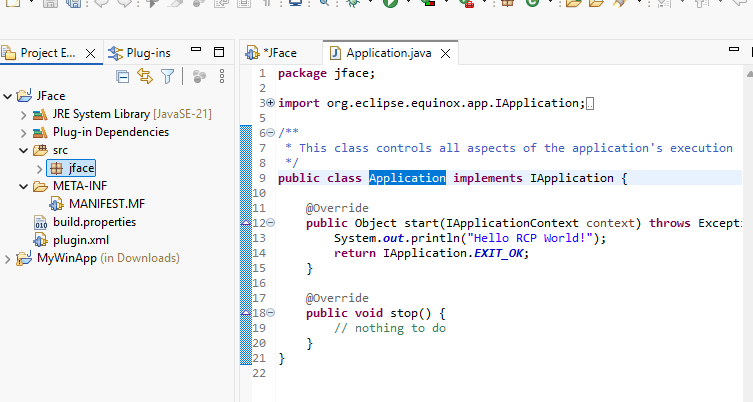 Project E...
Plug-ins
JFace
JRE System Library [JavaSE-21]
Plug-in Dependencies
src
jface
META-INF
MANIFEST.MF
build.properties
plugin.xml
MyWinApp (in Downloads)
*JFace
Application.java
1 package jface;
2
3 import org.eclipse.equinox.app.IApplication;
5
6 /**
7 * This class controls all aspects of the application's execution
8 */
9 public class Application implements IApplication {
10
11 @Override
12 public Object start(IApplicationContext context) throws Excepti
13 System.out.println("Hello RCP World!");
14 return IApplication.EXIT_OK;
15 }
16
17 @Override
18 public void stop() {
19 // nothing to do
20 }
21 }
22